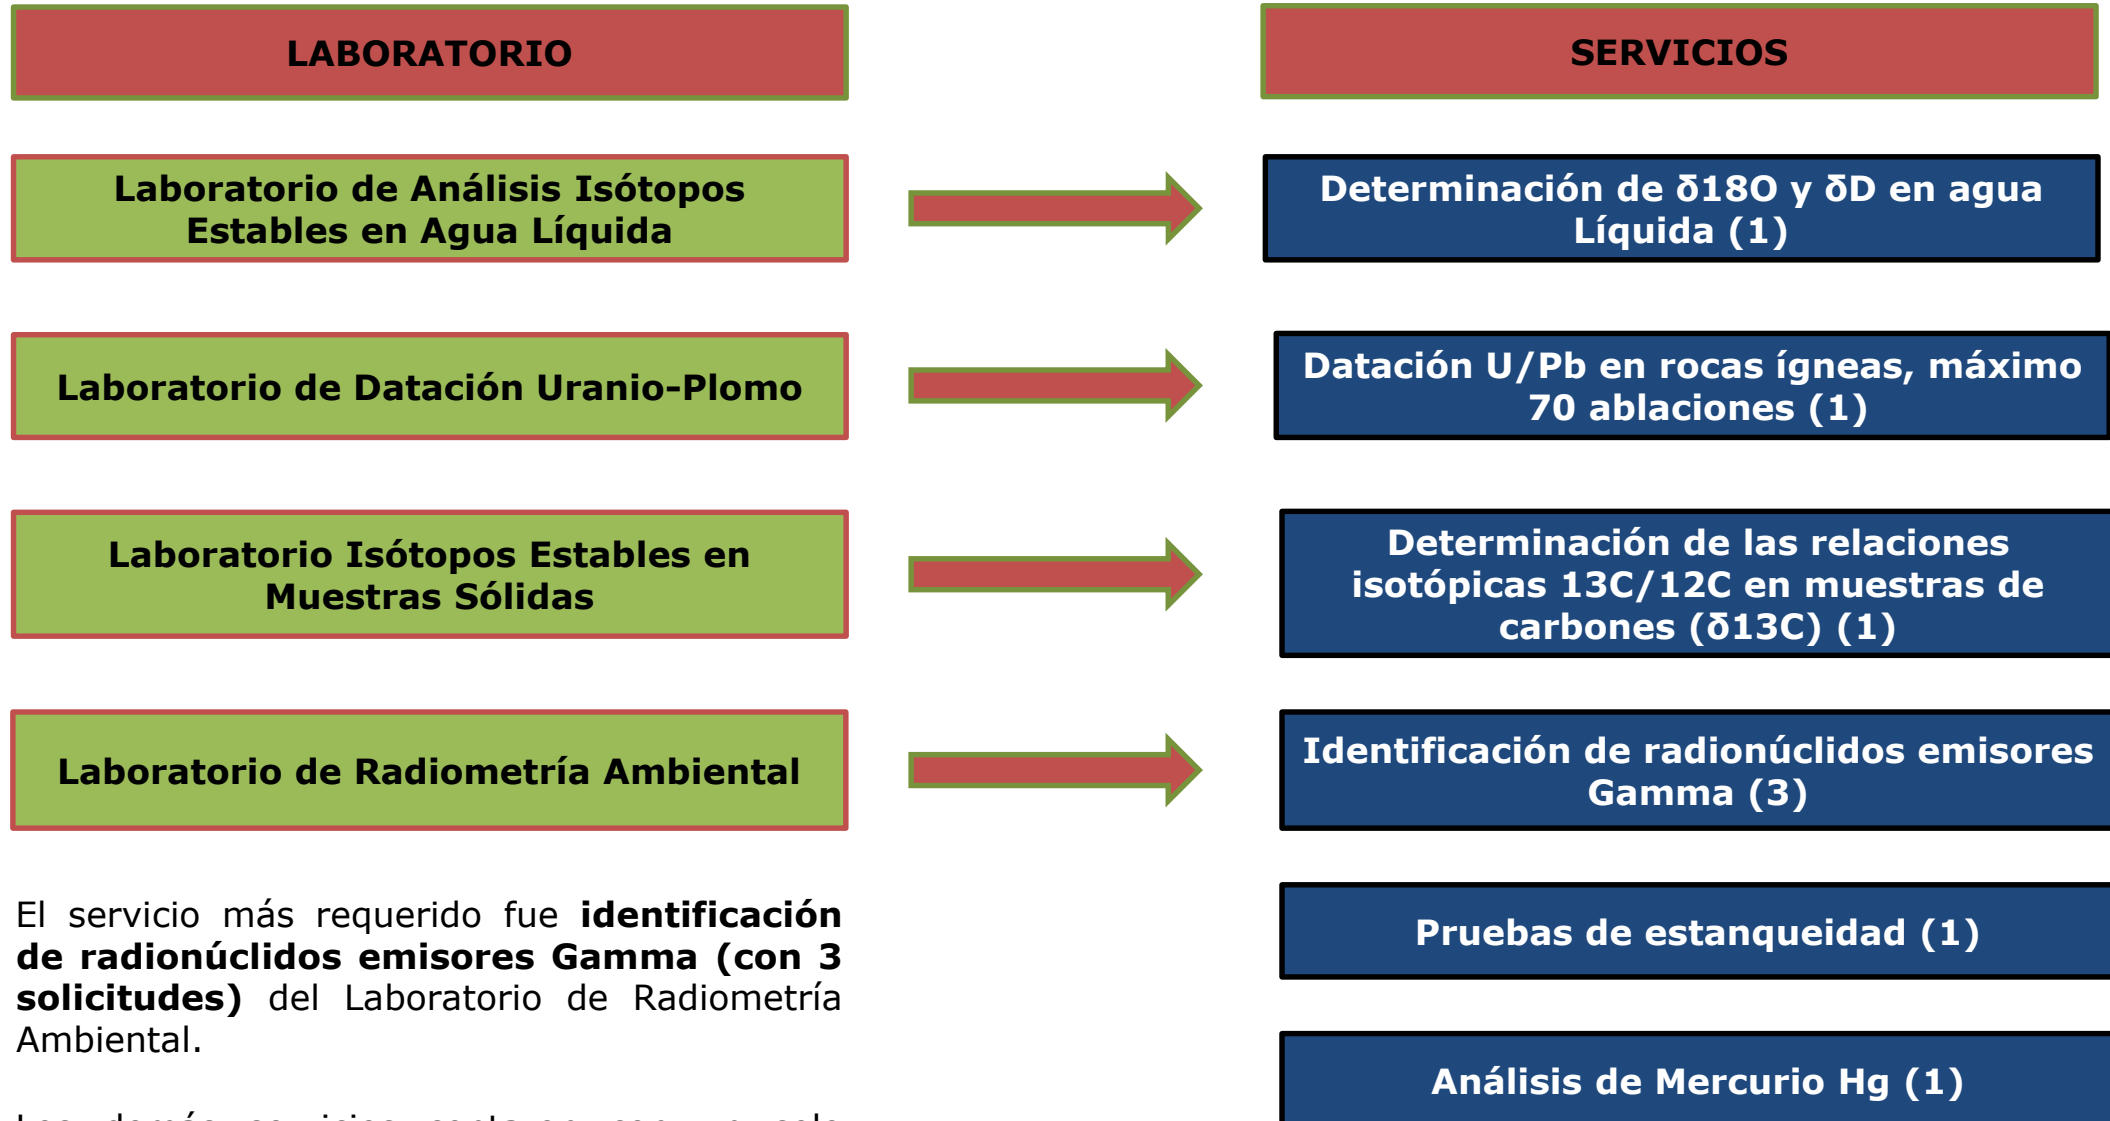 LABORATORIO
SERVICIOS
Laboratorio de Análisis Isótopos
Estables en Agua Líquida
Determinación de δ18O y δD en agua
Líquida (1)
Laboratorio de Datación Uranio-Plomo
Datación U/Pb en rocas ígneas, máximo
70 ablaciones (1)
Laboratorio Isótopos Estables en
Muestras Sólidas
Determinación de las relaciones
isotópicas 13C/12C en muestras de
carbones (δ13C) (1)
Laboratorio de Radiometría Ambiental
Identificación de radionúclidos emisores
Gamma (3)
El servicio más requerido fue identificación
de radionúclidos emisores Gamma (con 3
solicitudes) del Laboratorio de Radiometría
Ambiental.
Pruebas de estanqueidad (1)
Análisis de Mercurio Hg (1)